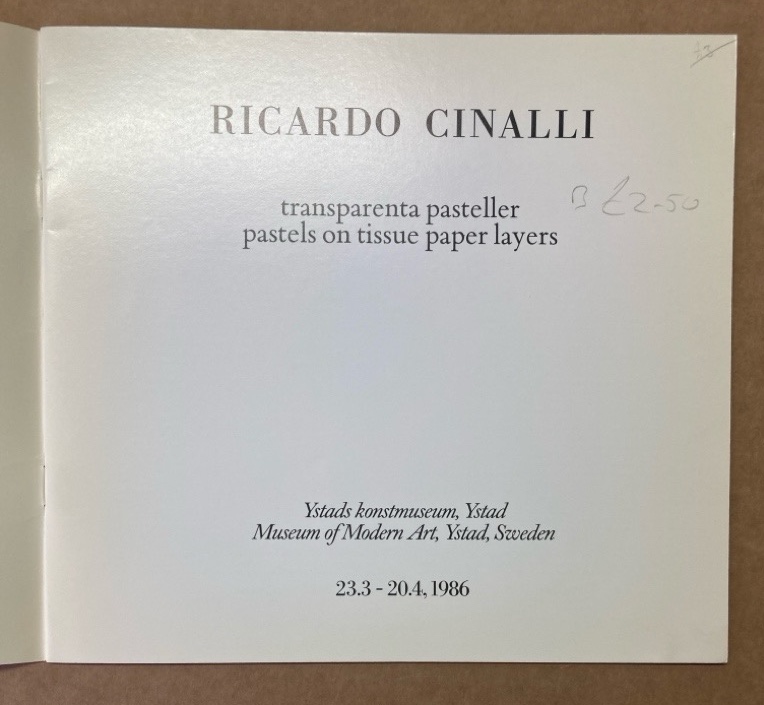 RICARDO CINALLI
transparenta pasteller
pastels on tissue paper layers
B £2-50
Ystads konstmuseum, Ystad
Museum of Modern Art, Ystad, Sweden
23.3 - 20.4, 1986